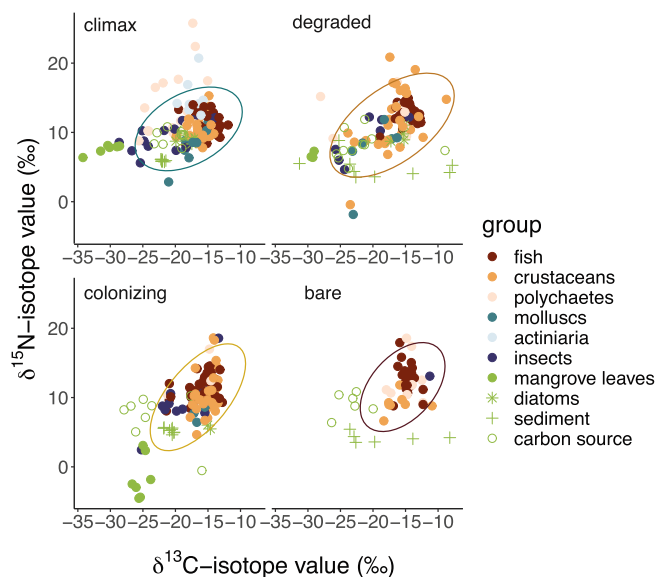 climax
degraded
20
10
0
−35−30−25−20−15−10
−35−30−25−20−15−10
colonizing
bare
20
10
0
−35−30−25−20−15−10
−35−30−25−20−15−10
δ15N−isotope value (‰)
δ13C−isotope value (‰)
group
fish
crustaceans
polychaetes
molluscs
actiniaria
insects
mangrove leaves
diatoms
sediment
carbon source